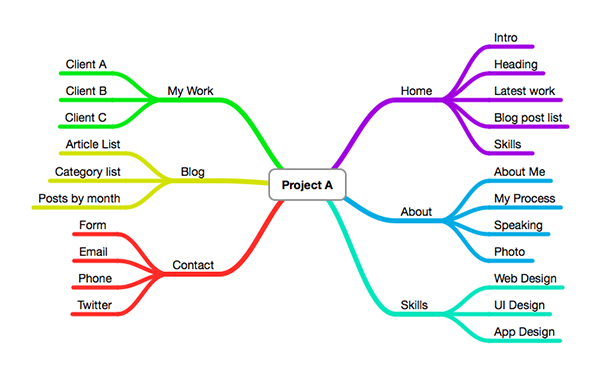 Project A
My Work
Client A
Client B
Client C
Blog
Article List
Category list
Posts by month
Contact
Form
Email
Phone
Twitter
Home
Intro
Heading
Latest work
Blog post list
Skills
About
About Me
My Process
Speaking
Photo
Skills
Web Design
UI Design
App Design